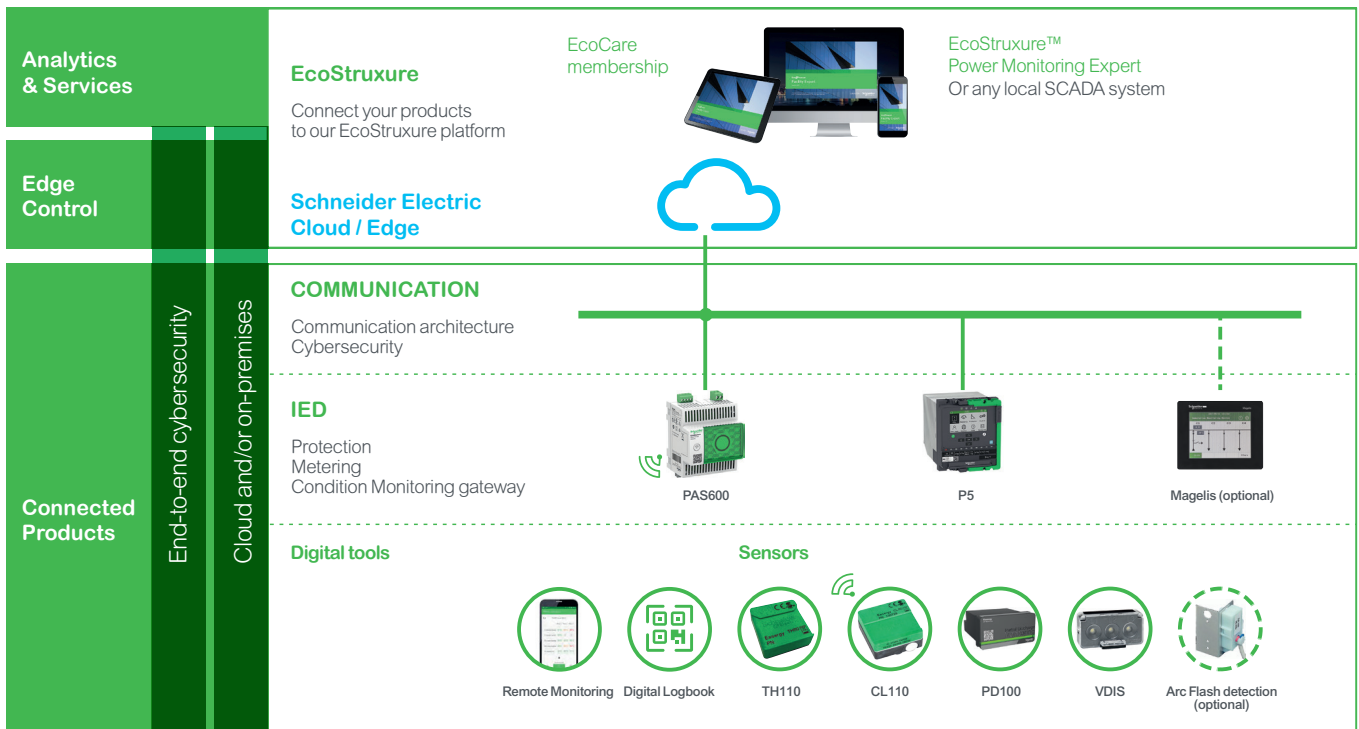 Analytics
& Services
EcoStruxure
Connect your products
to our EcoStruxure platform
EcoCare
membership
EcoStruxure™
Power Monitoring Expert
Or any local SCADA system
Edge
Control
Schneider Electric
Cloud / Edge
Connected
Products
End-to-end cybersecurity
Cloud and/or on-premises
COMMUNICATION
Communication architecture
Cybersecurity
IED
Protection
Metering
Condition Monitoring gateway
PAS600
P5
Magelis (optional)
Digital tools
Sensors
Remote Monitoring
Digital Logbook
TH110
CL110
PD100
VDIS
Arc Flash detection
(optional)